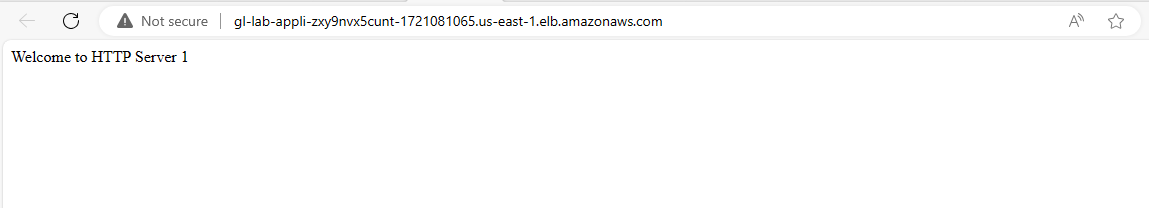 Not secure gl-lab-appli-zxy9nvx5cunt-1721081065.us-east-1.elb.amazonaws.com A
Welcome to HTTP Server 1